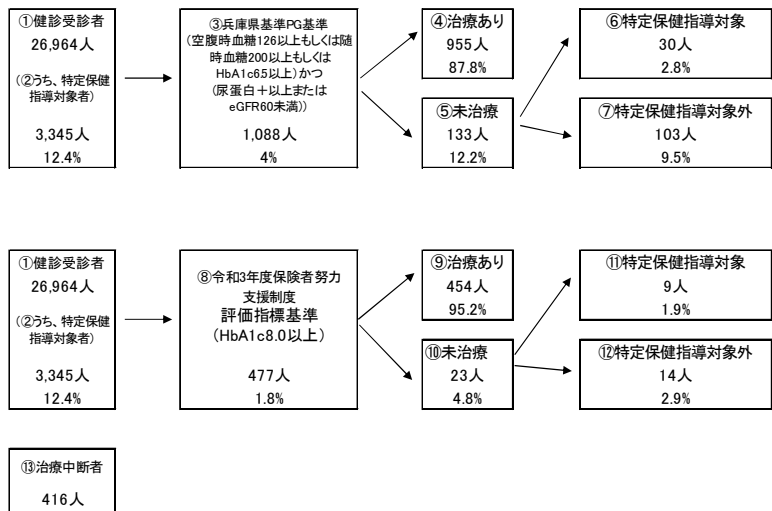 ①健診受診者
26,964人
(②うち、特定保健
指導対象者)
3,345人
12.4%
③兵庫県基準PG基準
(空腹時血糖126以上もしくは随
時血糖200以上もしくは
HbA1c6.5以上)かつ
(尿蛋白+以上または
eGFR60未満))
1,088人
4%
④治療あり
955人
87.8%
⑤未治療
133人
12.2%
⑥特定保健指導対象
30人
2.8%
⑦特定保健指導対象外
103人
9.5%
①健診受診者
26,964人
(②うち、特定保健
指導対象者)
3,345人
12.4%
⑧令和3年度保険者努力
支援制度
評価指標基準
(HbA1c8.0以上)
477人
1.8%
⑨治療あり
454人
95.2%
⑩未治療
23人
4.8%
⑪特定保健指導対象
9人
1.9%
⑫特定保健指導対象外
14人
2.9%
⑬治療中断者
416人